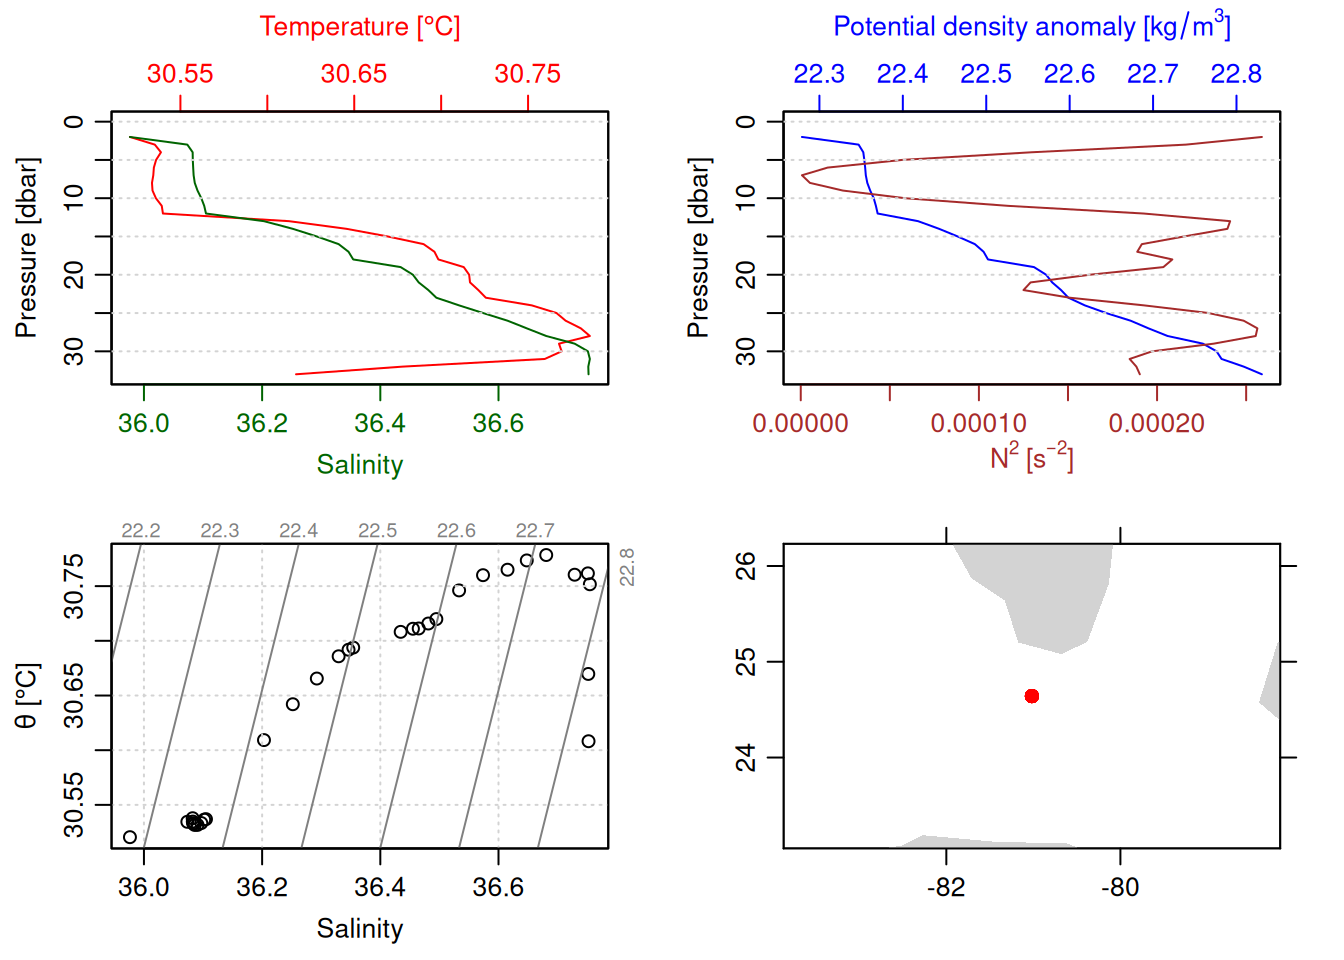 Temperature [°C]
30.55 30.65 30.75
Pressure [dbar]
0 10 20 30
36.0 36.2 36.4 36.6
Salinity
Potential density anomaly [kg/m³]
22.3 22.4 22.5 22.6 22.7 22.8
Pressure [dbar]
0 10 20 30
0.00000 0.00010 0.00020
N² [s⁻²]
22.2 22.3 22.4 22.5 22.6 22.7
22.8
θ [°C]
30.75 30.65 30.55
36.0 36.2 36.4 36.6
Salinity
26 25 24
-82 -80